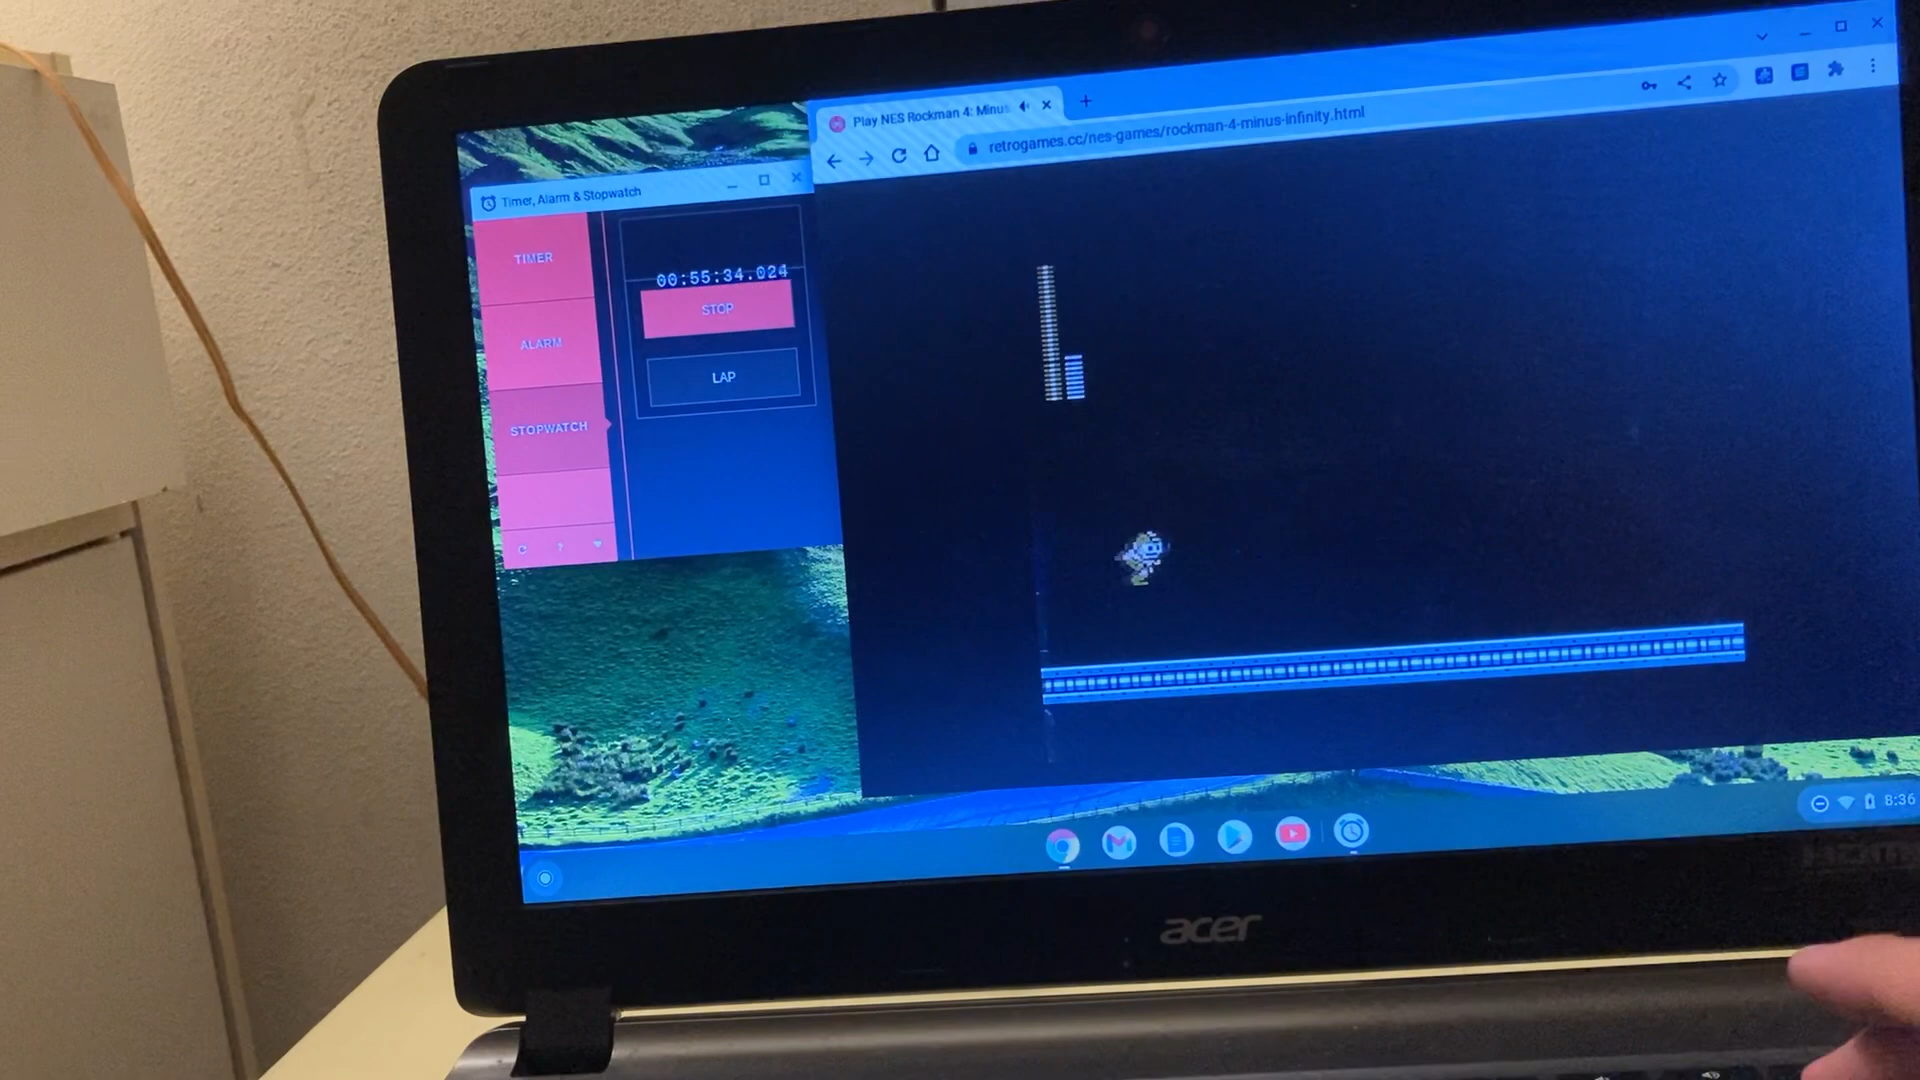 Play NES Rockman 4: Minus
retrogames.cc/nes-games/rockman-4-minus-infinity.html
Timer, Alarm & Stopwatch
TIMER
00:55:34.024
STOP
ALARM
LAP
STOPWATCH
?
8:36
acer